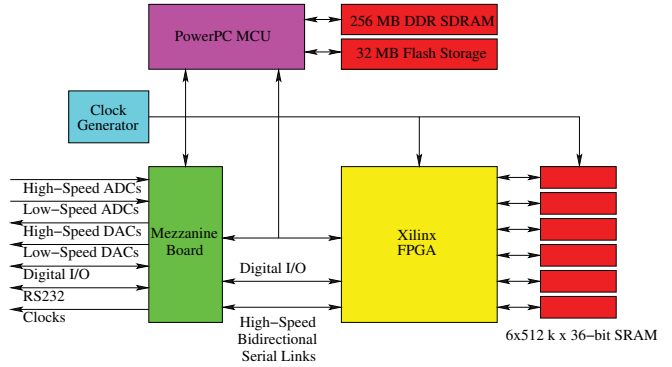 PowerPC MCU
256 MB DDR SDRAM
32 MB Flash Storage
Clock
Generator
High-Speed ADCs
Low-Speed ADCs
High-Speed DACs
Low-Speed DACs
Digital I/O
RS232
Clocks
Mezzanine
Board
Digital I/O
High-Speed
Bidirectional
Serial Links
Xilinx
FPGA
6x512 k x 36-bit SRAM